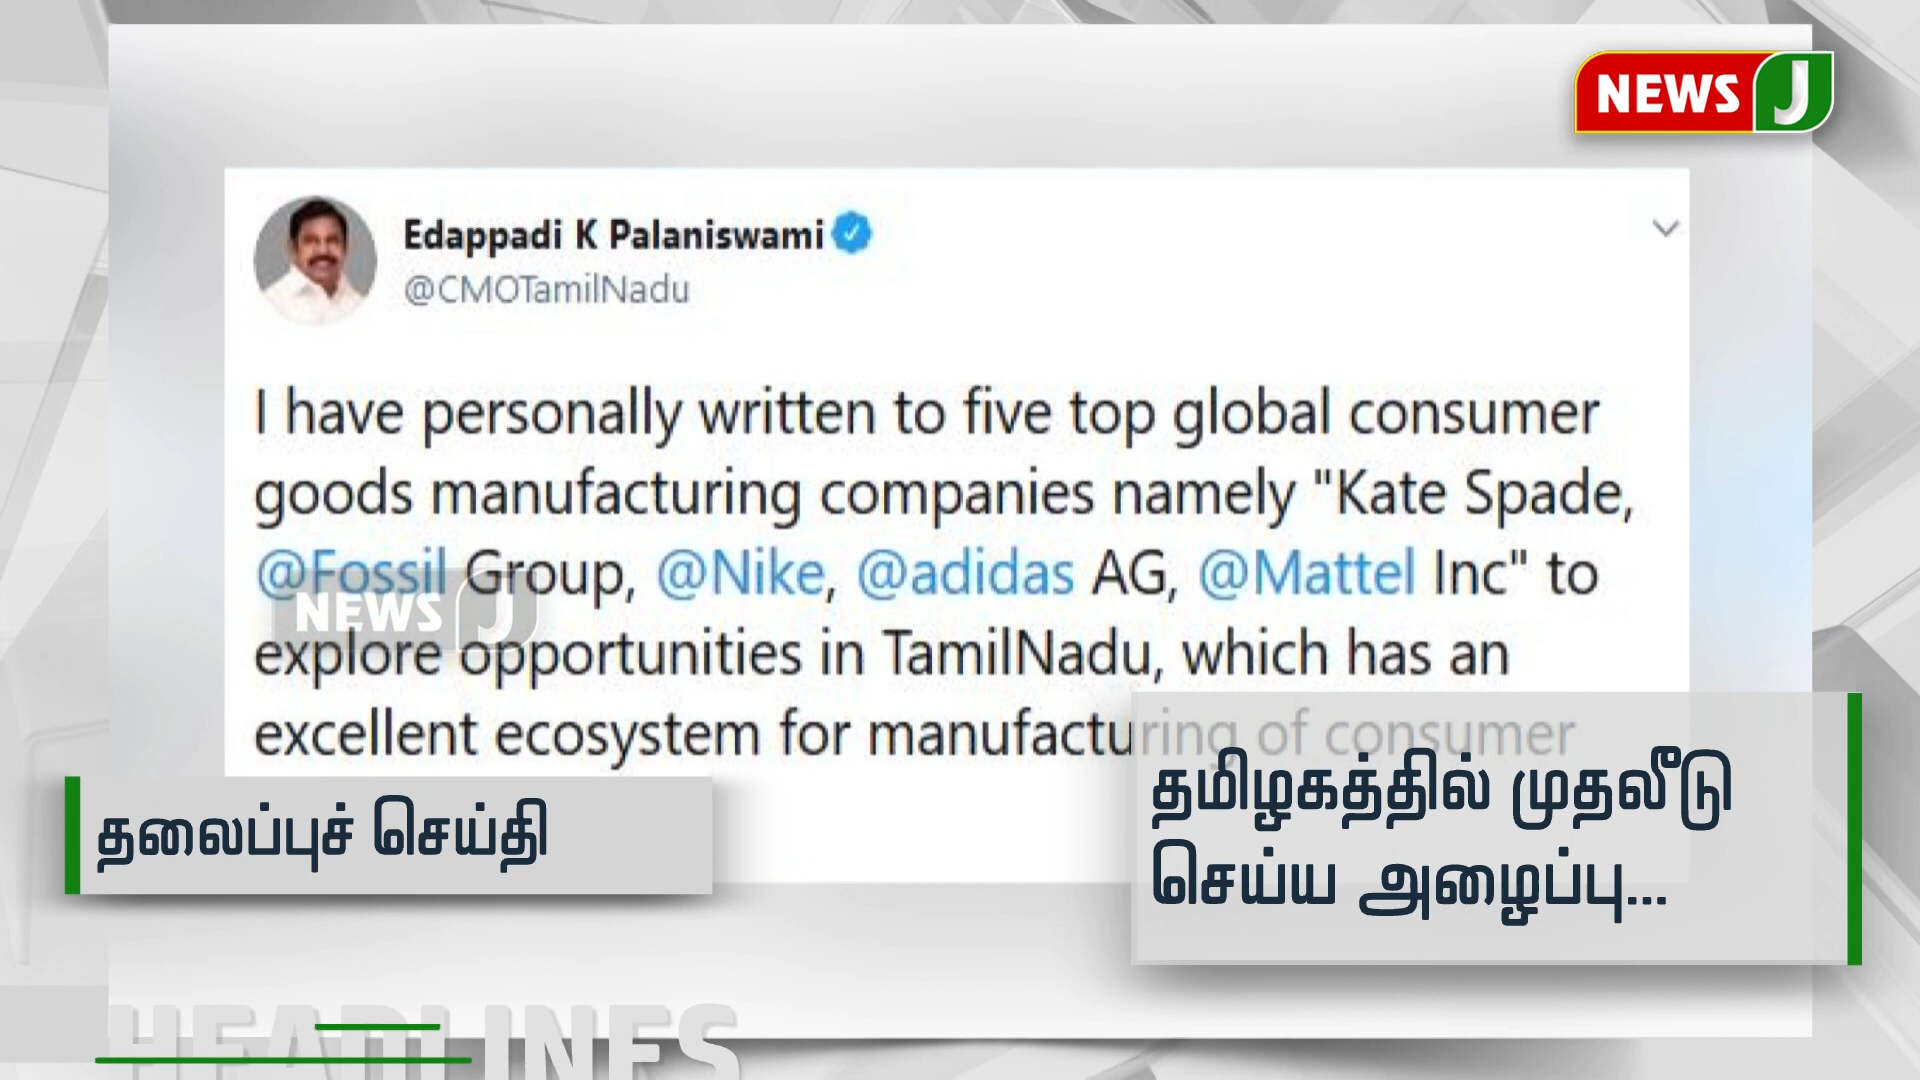 NEWS J
Edappadi K Palaniswami
@CMOTamilNadu
I have personally written to five top global consumer
goods manufacturing companies namely "Kate Spade,
@Fossil Group, @Nike, @adidas AG, @Mattel Inc" to
NEWS J
explore opportunities in TamilNadu, which has an
excellent ecosystem for manufacturing of consumer
தமிழகத்தில் முதலீடு
செய்ய அழைப்பு...
தலைப்புச் செய்தி
HEADLINES